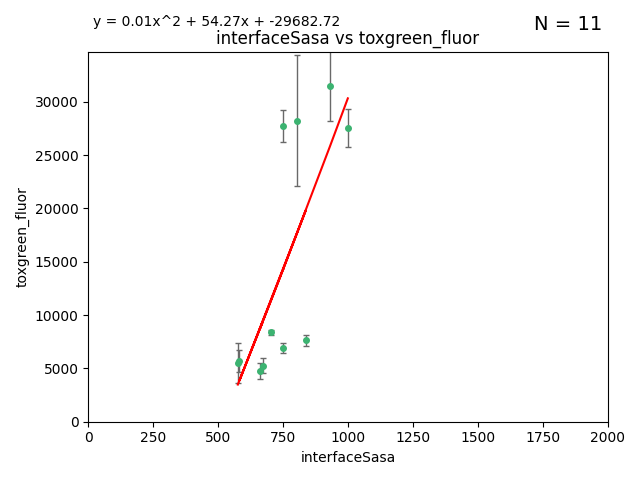 y = 0.01x^2 + 54.27x + -29682.72
N = 11
interfaceSasa vs toxgreen_fluor
30000
25000
20000
15000
10000
5000
0
toxgreen_fluor
0 250 500 750 1000 1250 1500 1750 2000
interfaceSasa